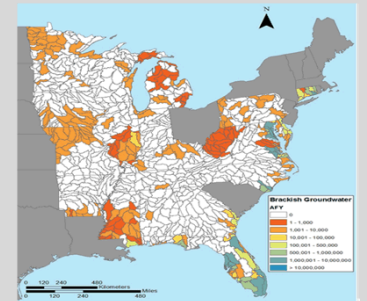 N
Brackish Groundwater
AFY
0
1 - 1,000
1,001 - 10,000
10,001 - 100,000
100,001 - 500,000
500,001 - 1,000,000
1,000,001 - 10,000,000
> 10,000,000
0 120 240 480
Kilometers
Miles
0 120 240 480